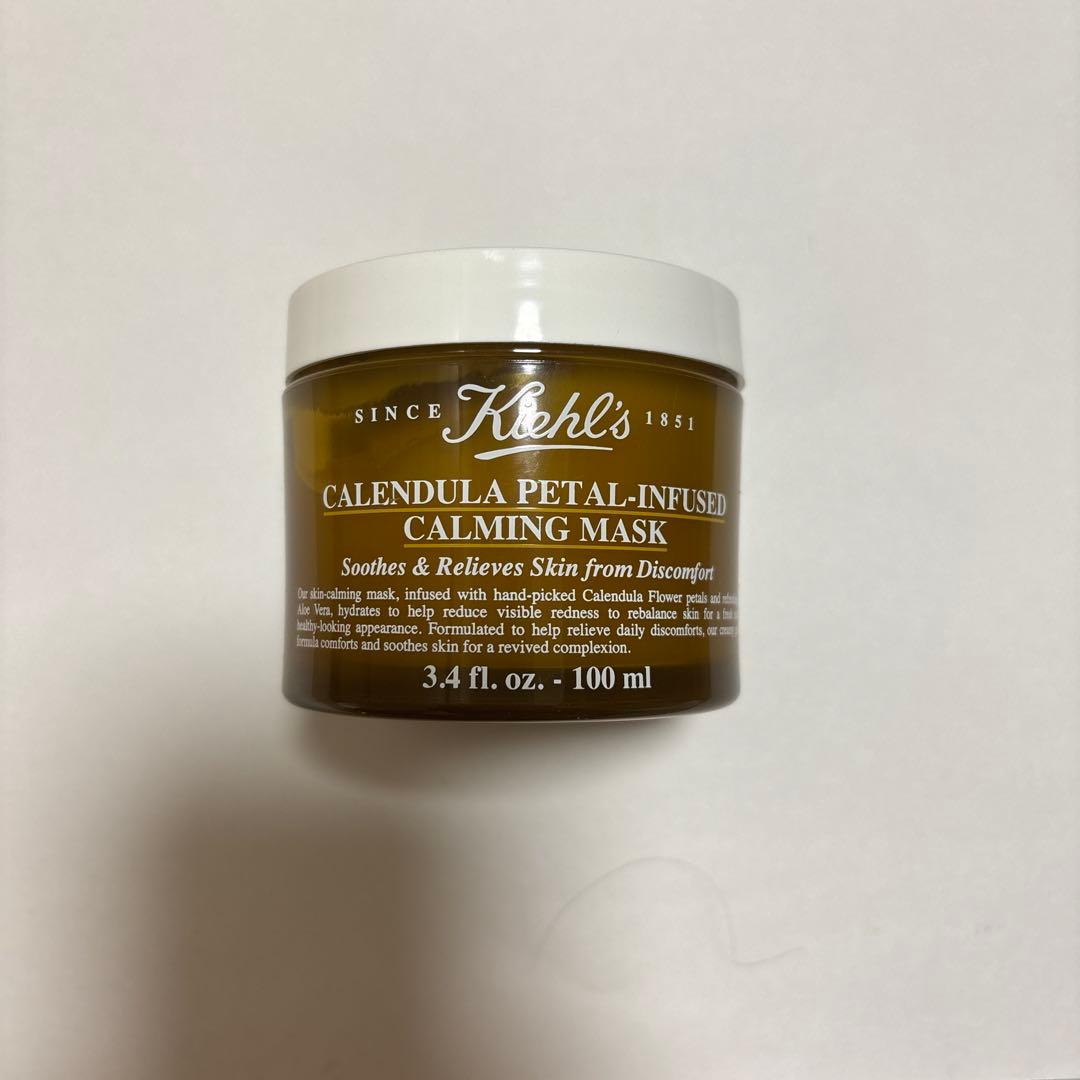 SINCE Kiehl's 1851
CALENDULA PETAL-INFUSED
CALMING MASK
Soothes & Relieves Skin from Discomfort
Our skin-calming mask, infused with hand-picked Calendula Flower petals and
Aloe Vera, hydrates to help reduce visible redness to rebalance skin for a fresh
healthy-looking appearance. Formulated to help relieve daily discomforts, our creamy
formula comforts and soothes skin for a revived complexion.
3.4 fl. oz. - 100 ml